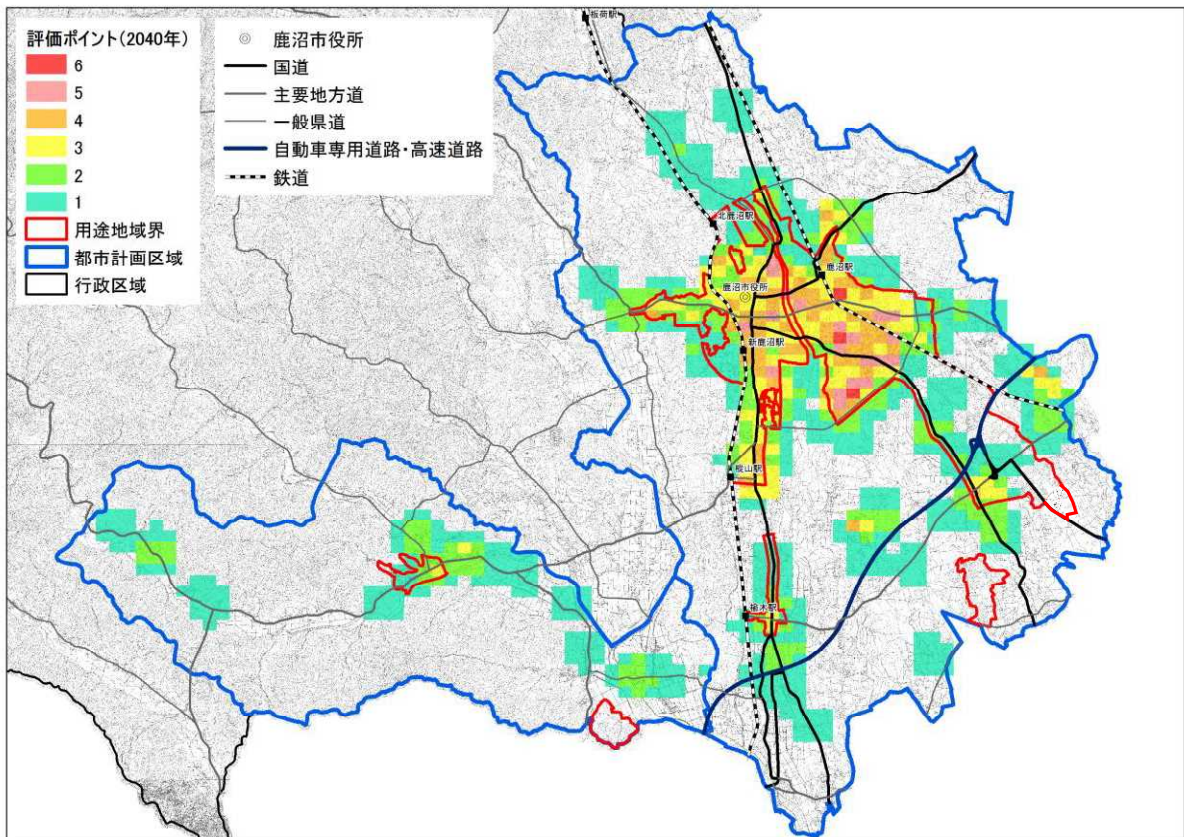 評価ポイント(2040年)
6
5
4
3
2
1
用途地域界
都市計画区域
行政区域
鹿沼市役所
国道
主要地方道
一般県道
自動車専用道路・高速道路
鉄道
板荷駅
北鹿沼駅
鹿沼駅
鹿沼市役所
新鹿沼駅
樅山駅
楡木駅